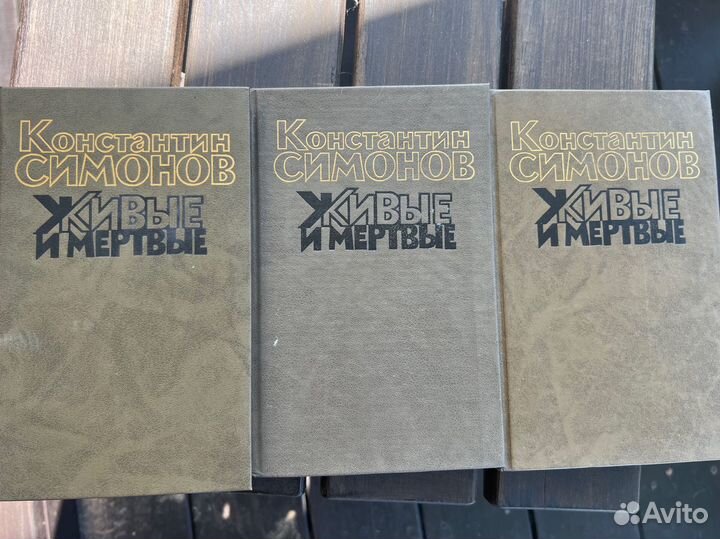 Константин
СИМОНОВ
ЖИВЫЕ
И МЕРТВЫЕ
Константин
СИМОНОВ
ЖИВЫЕ
И МЕРТВЫЕ
Константин
СИМОНОВ
ЖИВЫЕ
И МЕРТВЫЕ
Avito